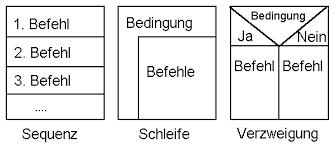 1. Befehl
2. Befehl
3. Befehl
....
Sequenz
Bedingung
Befehle
Schleife
Bedingung
Ja Nein
Befehl Befehl
Verzweigung